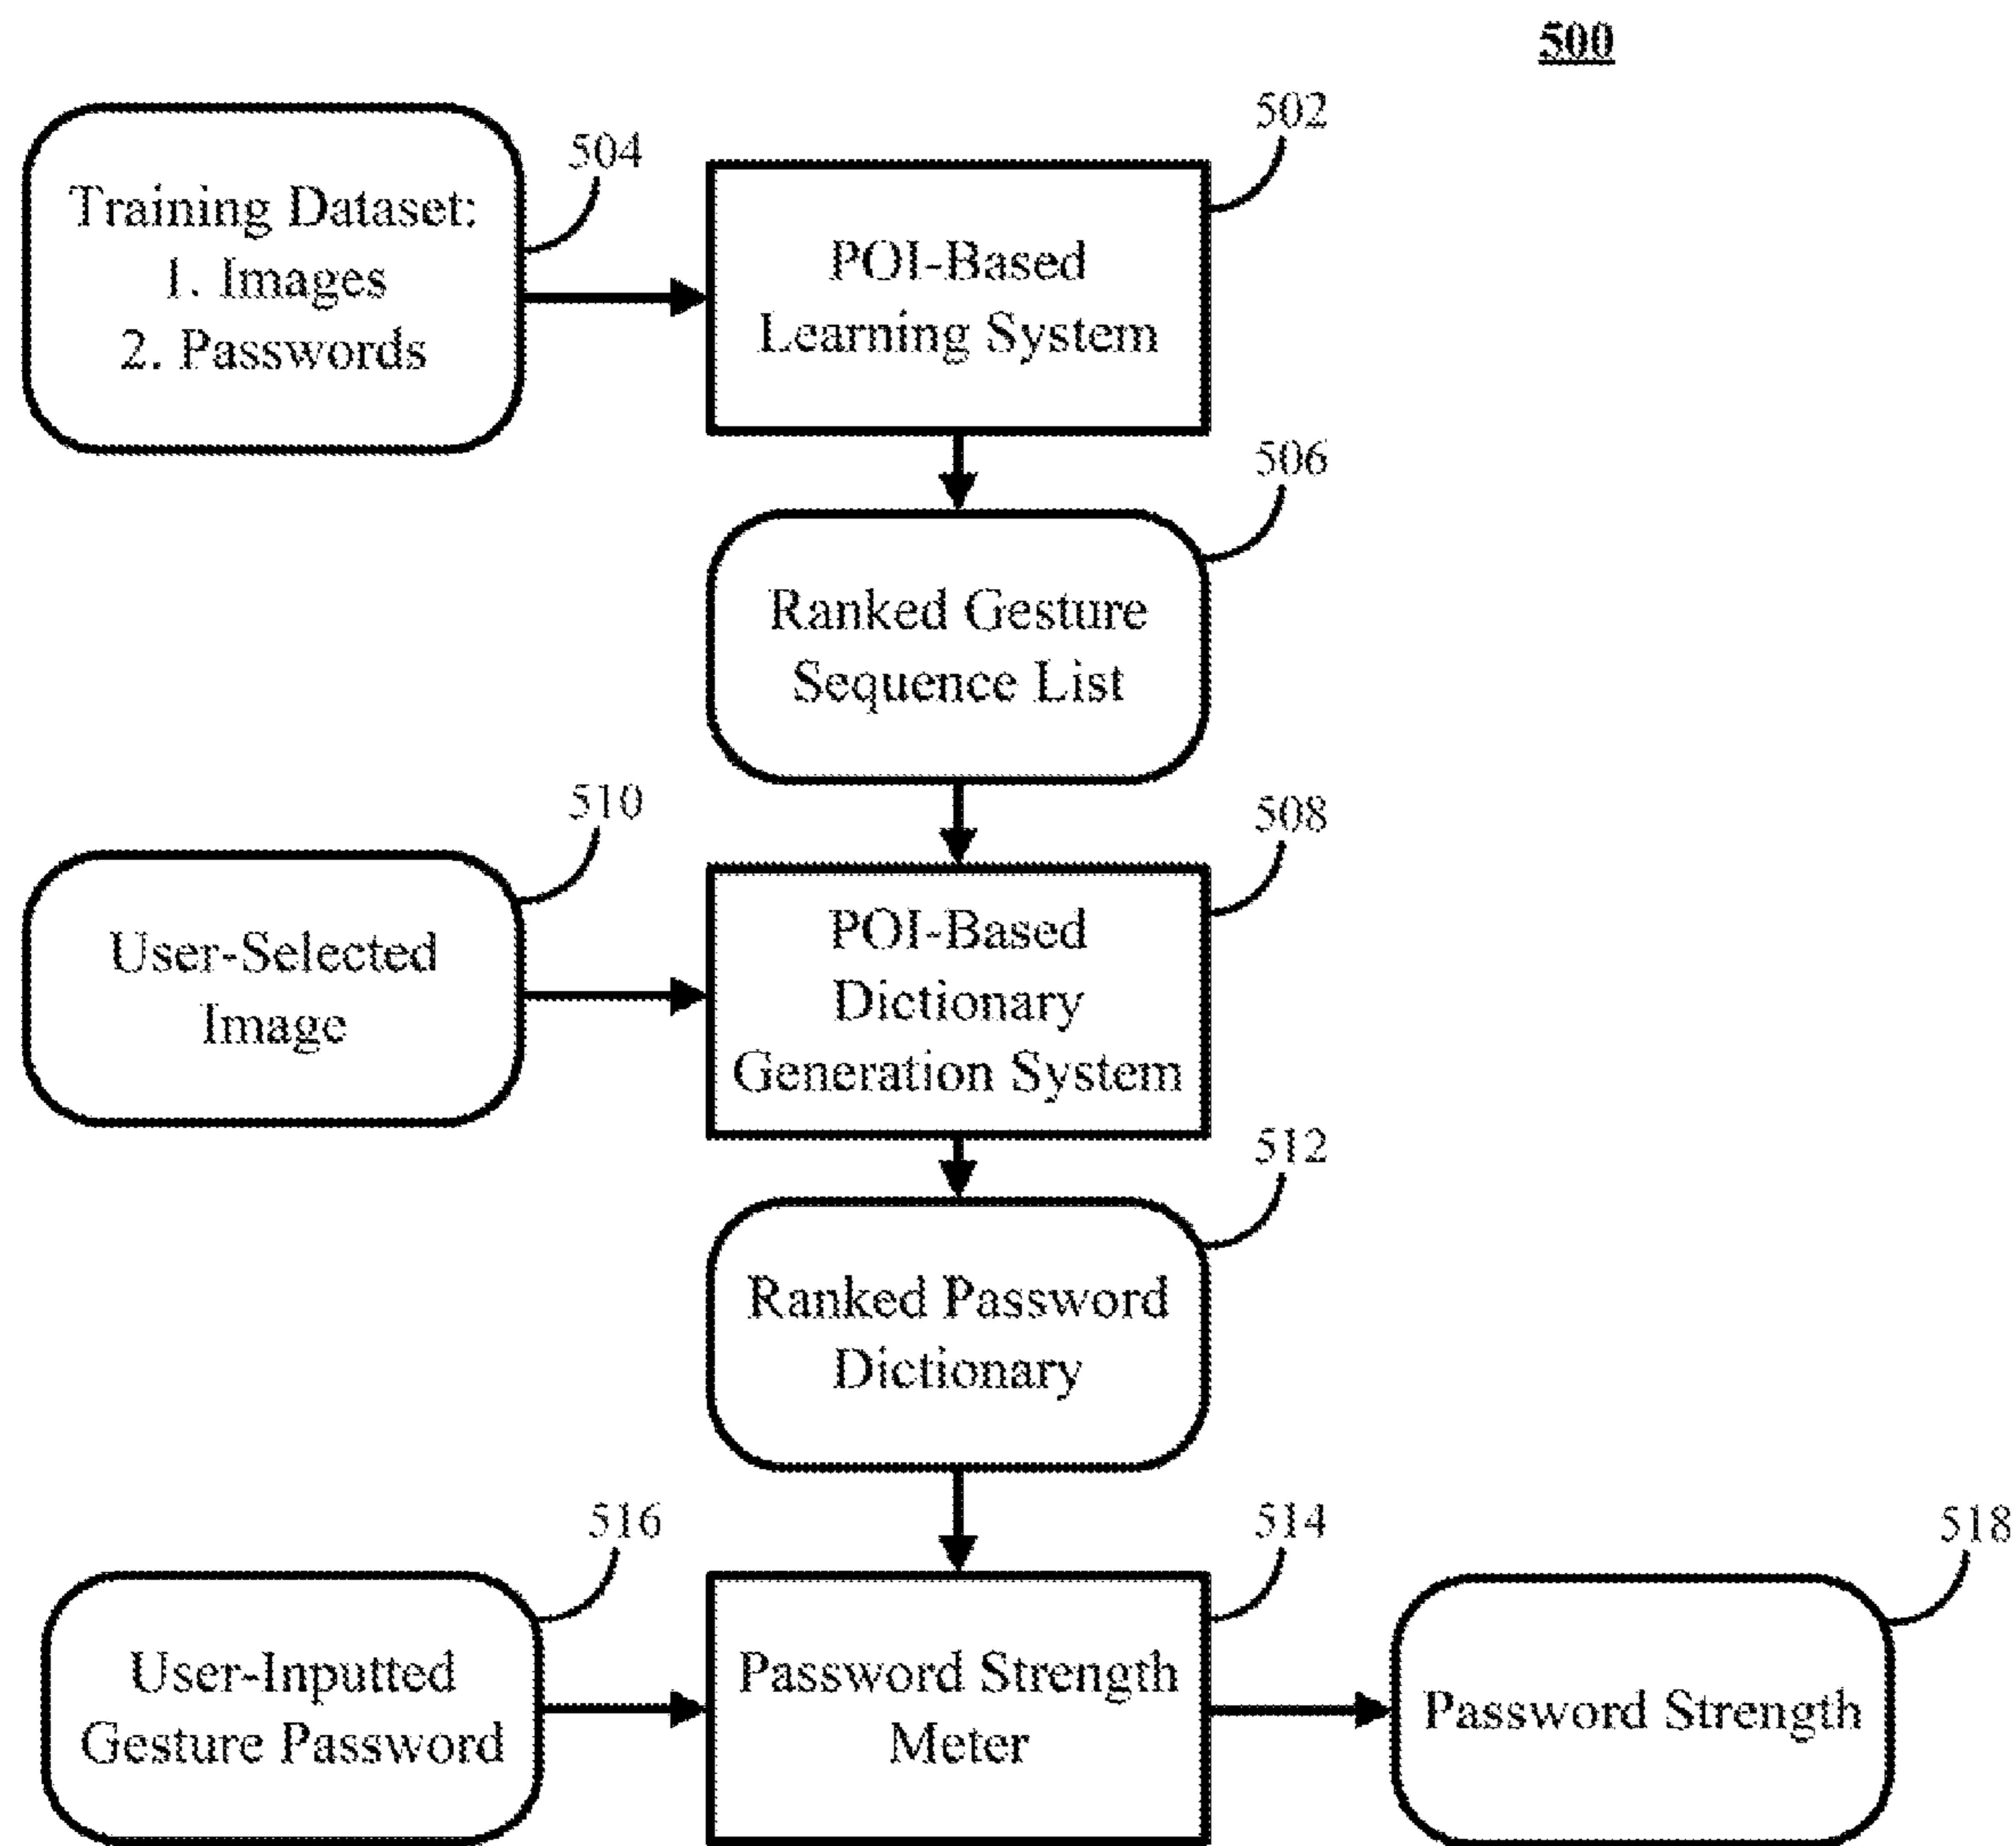 500
502
504
Training Dataset:
1. Images
2. Passwords
POI-Based
Learning System
506
Ranked Gesture
Sequence List
510
508
User-Selected
Image
POI-Based
Dictionary
Generation System
512
Ranked Password
Dictionary
516
514
518
User-Inputted
Gesture Password
Password Strength
Meter
Password Strength